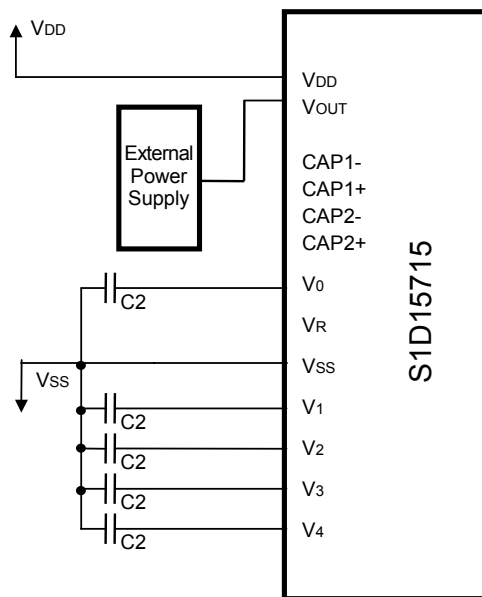 VDD
VDD
VOUT
External
Power
Supply
CAP1-
CAP1+
CAP2-
CAP2+
V0
C2
VR
VSS
VSS
V1
C2
V2
C2
V3
C2
V4
C2
S1D15715